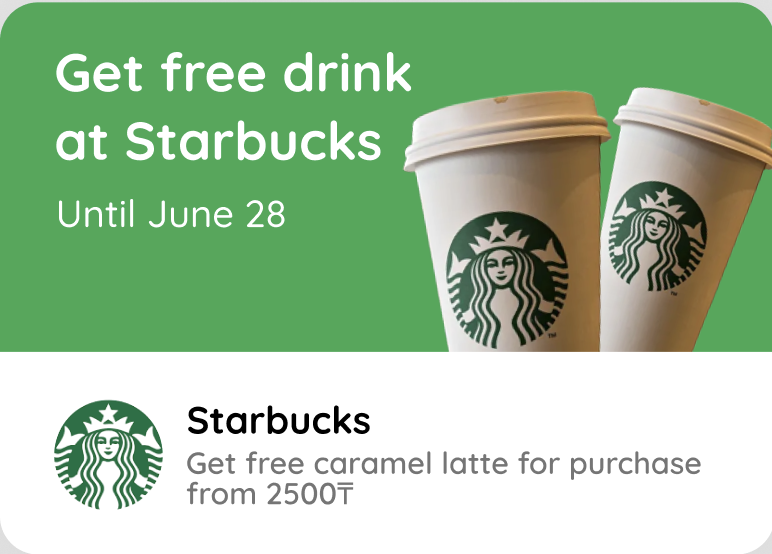 Get free drink
at Starbucks
Until June 28
Starbucks
Get free caramel latte for purchase
from 2500₸